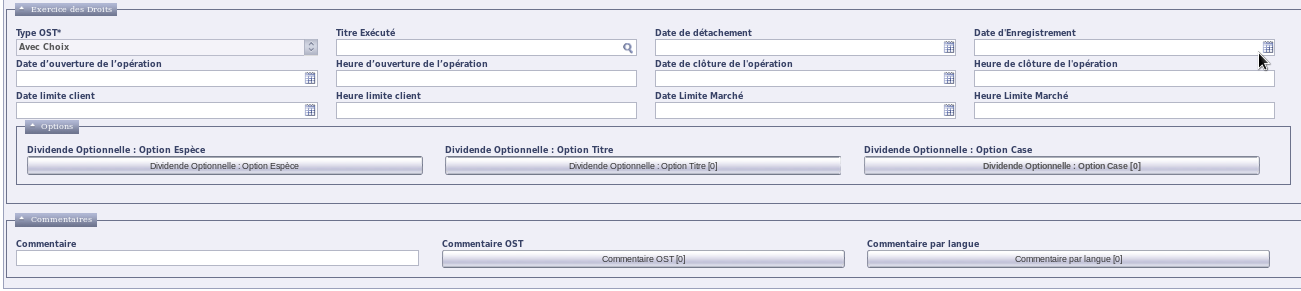 Exercice des Droits
Type OST* Titre Exécuté Date de détachement Date d'Enregistrement
Avec Choix
Date d’ouverture de l’opération Heure d’ouverture de l’opération Date de clôture de l'opération Heure de clôture de l'opération
Date limite client Heure limite client Date Limite Marché Heure Limite Marché
Options
Dividende Optionnelle : Option Espèce Dividende Optionnelle : Option Titre Dividende Optionnelle : Option Case
Dividende Optionnelle : Option Espèce Dividende Optionnelle : Option Titre [0] Dividende Optionnelle : Option Case [0]
Commentaires
Commentaire Commentaire OST Commentaire par langue
Commentaire OST [0] Commentaire par langue [0]